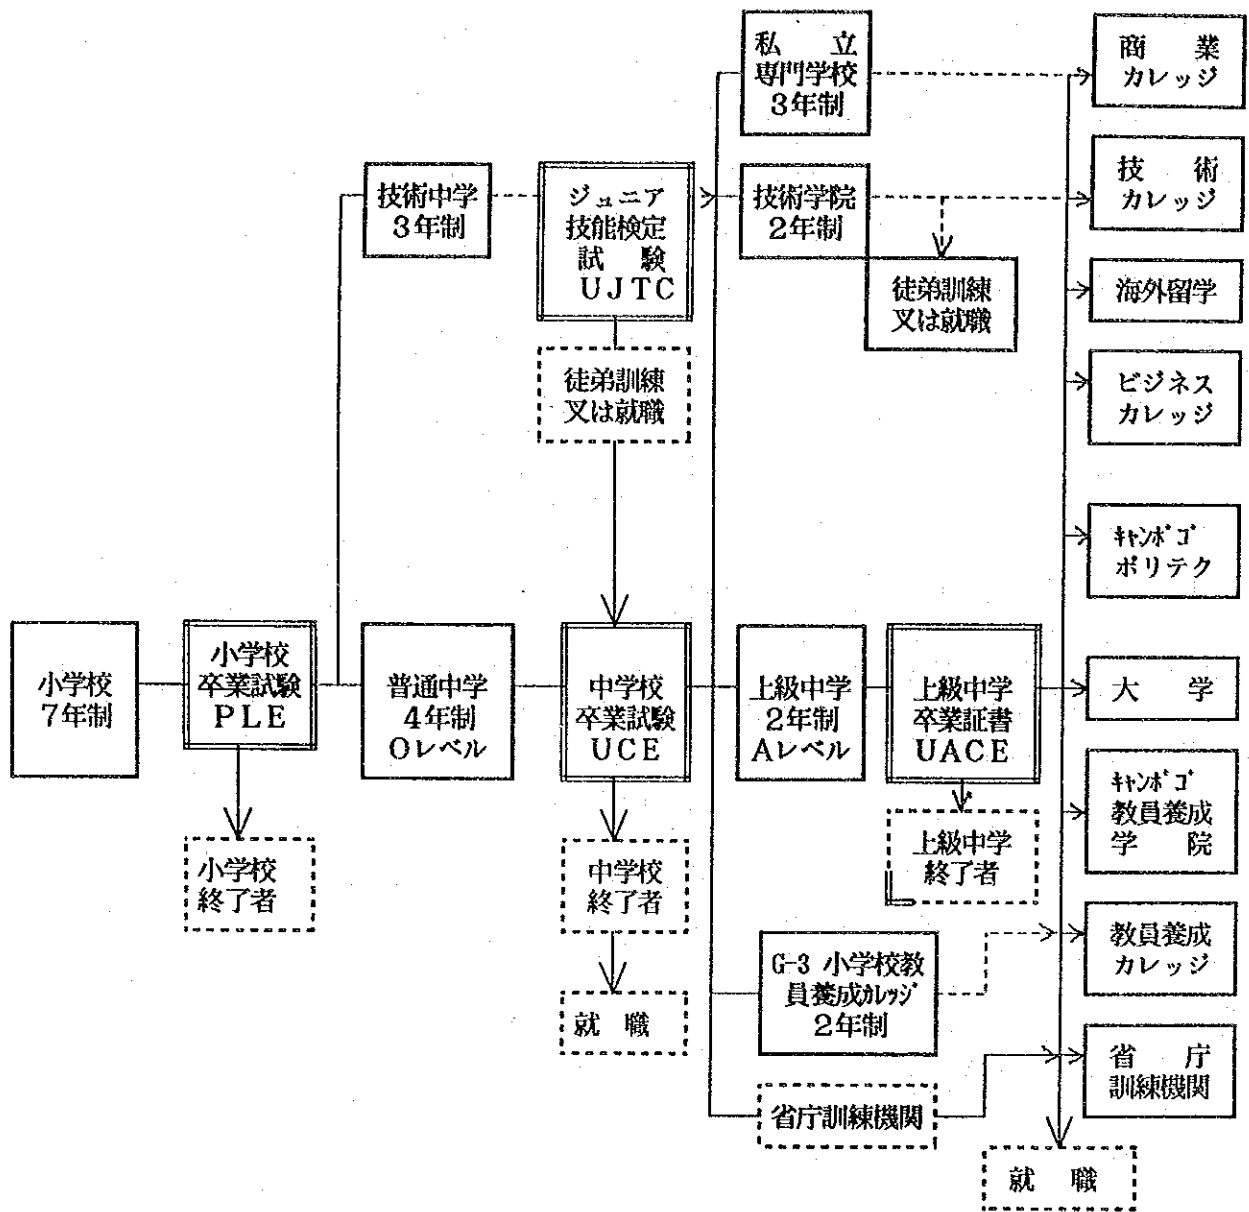 小学校
7年制
小学校
卒業試験
PLE
小学校
終了者
技術中学
3年制
普通中学
4年制
Oレベル
ジュニア
技能検定
試験
UJTC
徒弟訓練
又は就職
中学校
卒業試験
UCE
中学校
終了者
就職
私立
専門学校
3年制
技術学院
2年制
徒弟訓練
又は就職
上級中学
2年制
Aレベル
上級中学
卒業証書
UACE
上級中学
終了者
G-3 小学校教
員養成ｶﾚｯｼﾞ
2年制
省庁訓練機関
商業
カレッジ
技術
カレッジ
海外留学
ビジネス
カレッジ
ｷｬﾝﾎﾞｺﾞ
ポリテク
大学
ｷｬﾝﾎﾞｺﾞ
教員養成
学院
教員養成
カレッジ
省庁
訓練機関
就職